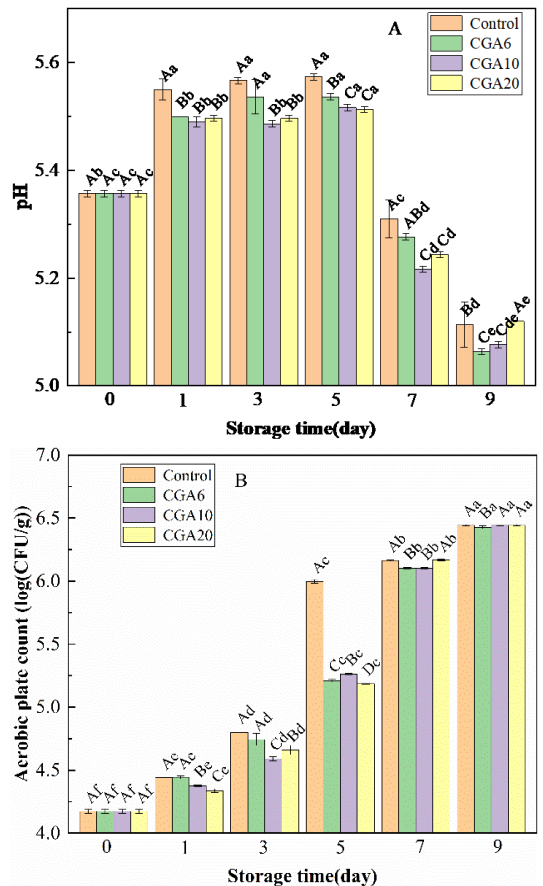 A
Control
CGA6
CGA10
CGA20
pH
5.6
5.4
5.2
5.0
Ab Ac Ac Ac
Aa Bb Bb Bb
Aa Aa Bb Bb
Aa Ba Ca Ca
Ac ABd Cd Cd
Bd Ce Cde Ae
0 1 3 5 7 9
Storage time(day)
B
Control
CGA6
CGA10
CGA20
Aerobic plate count (log(CFU/g))
7.0
6.5
6.0
5.5
5.0
4.5
4.0
Af Af Af Af
Ac Ac Be Ce
Ad Ad Cd Bd
Ac Cc Bc Dc
Ab Bb Bb Ab
Aa Ba Aa Aa
0 1 3 5 7 9
Storage time(day)